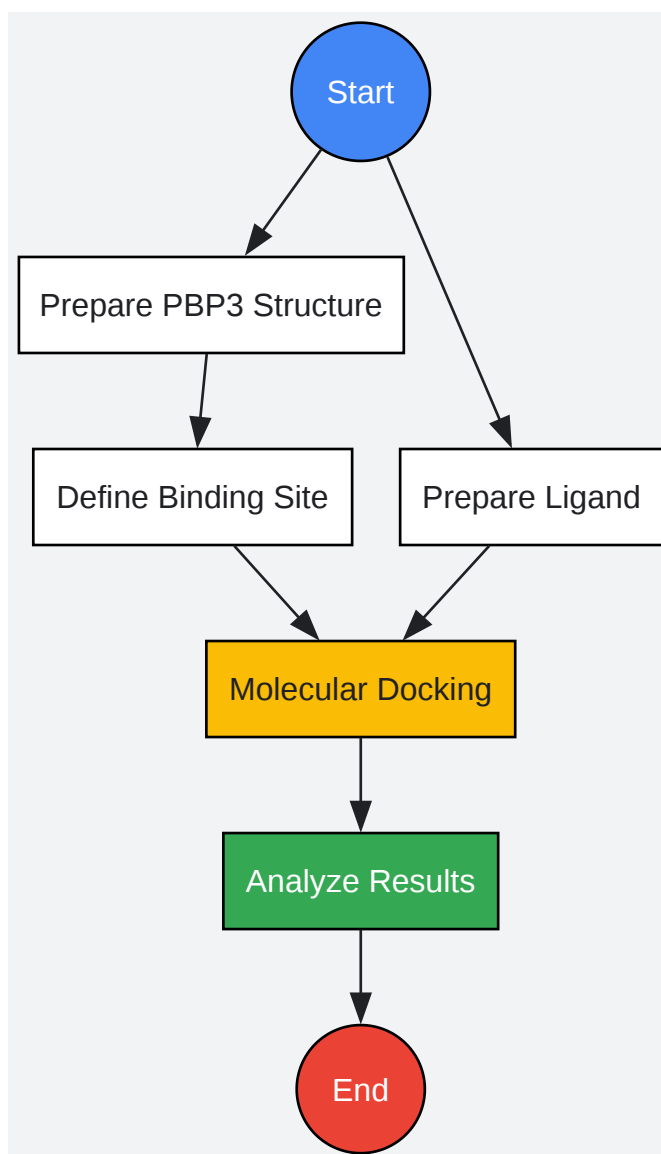 Start
Prepare PBP3 Structure
Define Binding Site
Prepare Ligand
Molecular Docking
Analyze Results
End